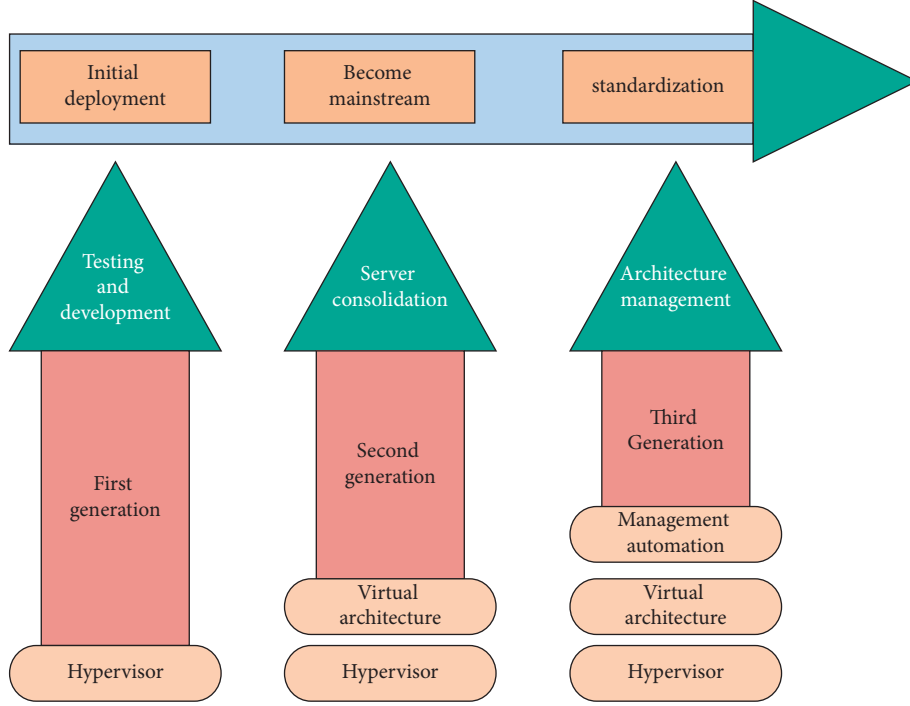 Initial
deployment
Become
mainstream
standardization
Testing
and
development
Server
consolidation
Architecture
management
First
generation
Second
generation
Third
Generation
Management
automation
Virtual
architecture
Virtual
architecture
Hypervisor
Hypervisor
Hypervisor